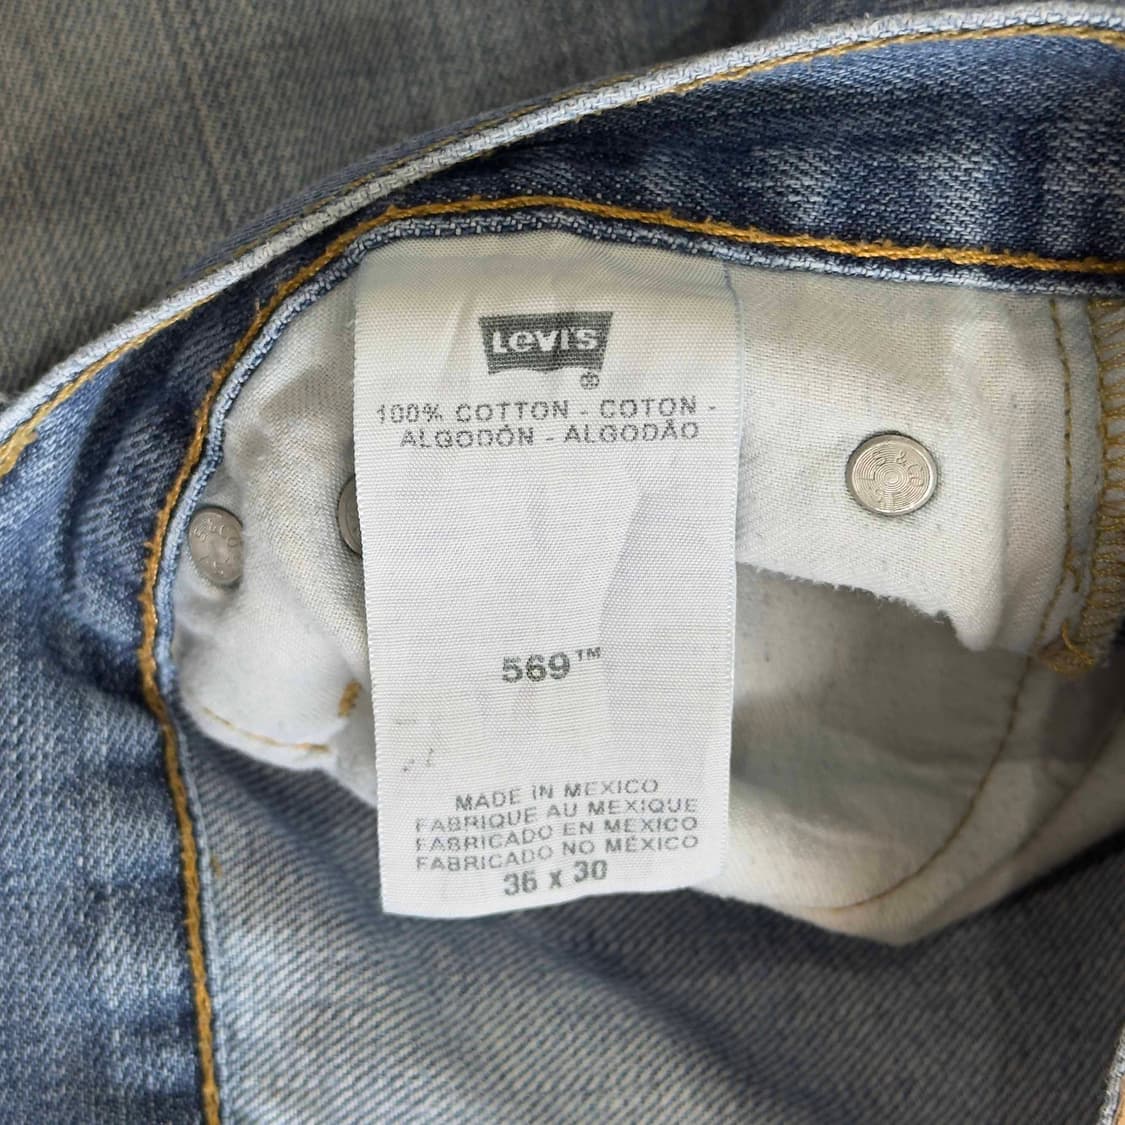 Levi's
®
100% COTTON - COTON -
ALGODÓN - ALGODÃO
569™
MADE IN MEXICO
FABRIQUE AU MEXIQUE
FABRICADO EN MÉXICO
FABRICADO NO MÉXICO
36 x 30